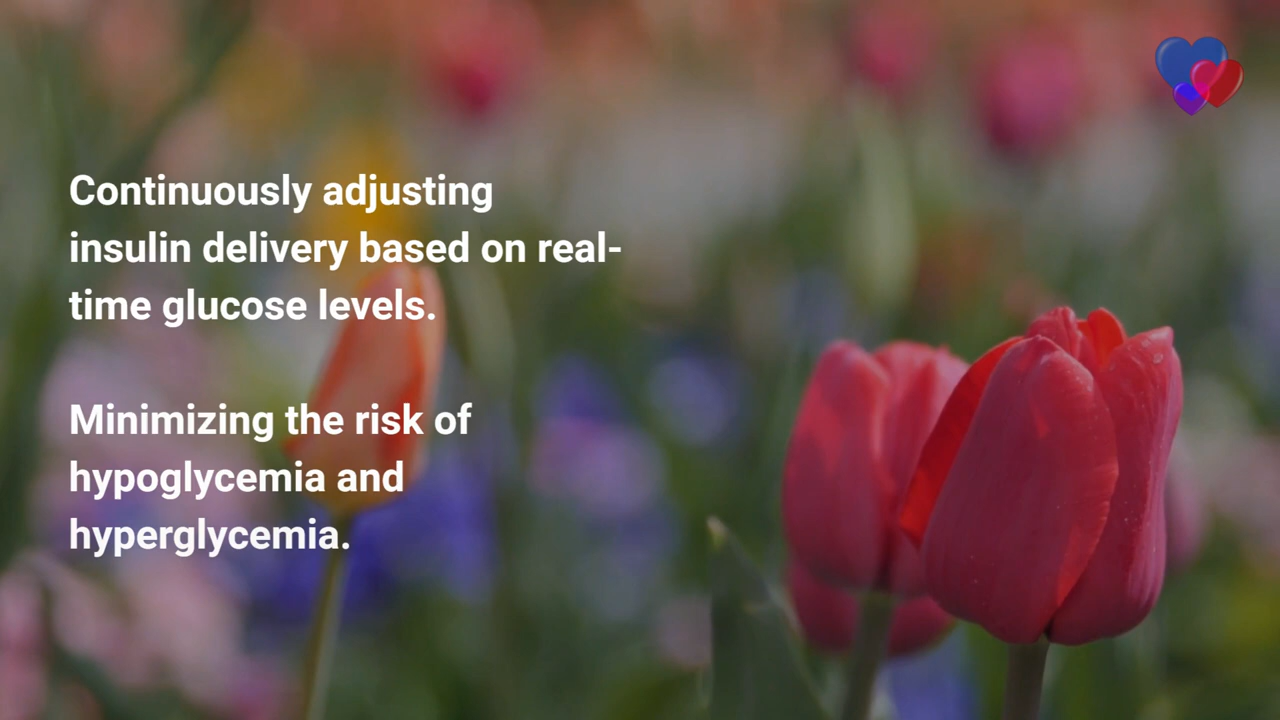 Continuously adjusting
insulin delivery based on real-
time glucose levels.
Minimizing the risk of
hypoglycemia and
hyperglycemia.